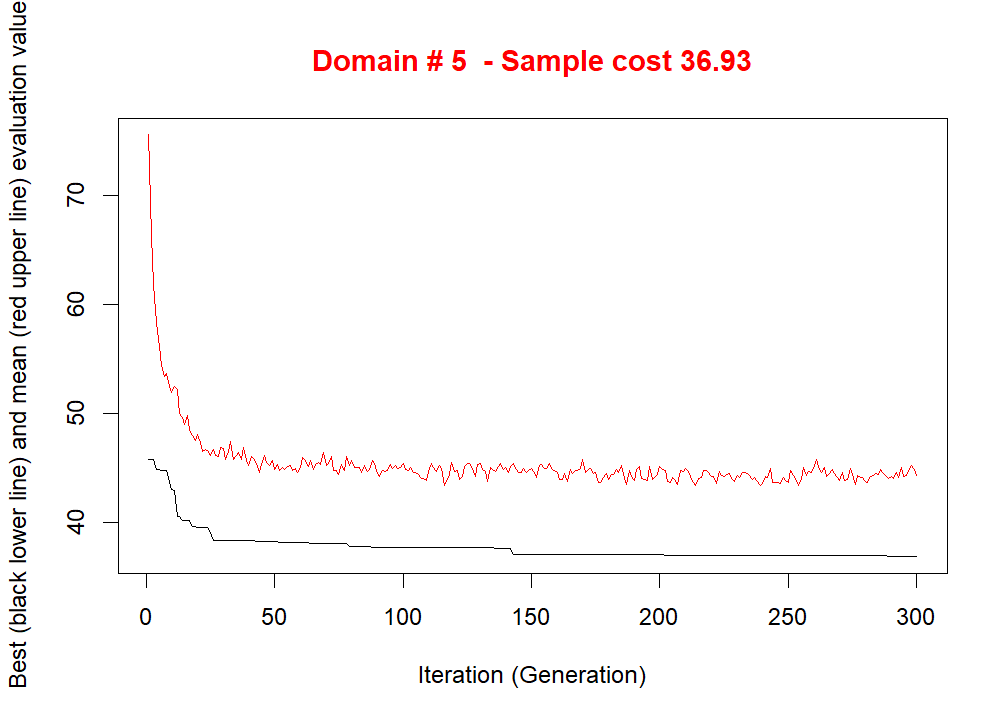 Domain # 5  - Sample cost 36.93
Best (black lower line) and mean (red upper line) evaluation value
70
60
50
40
0 50 100 150 200 250 300
Iteration (Generation)